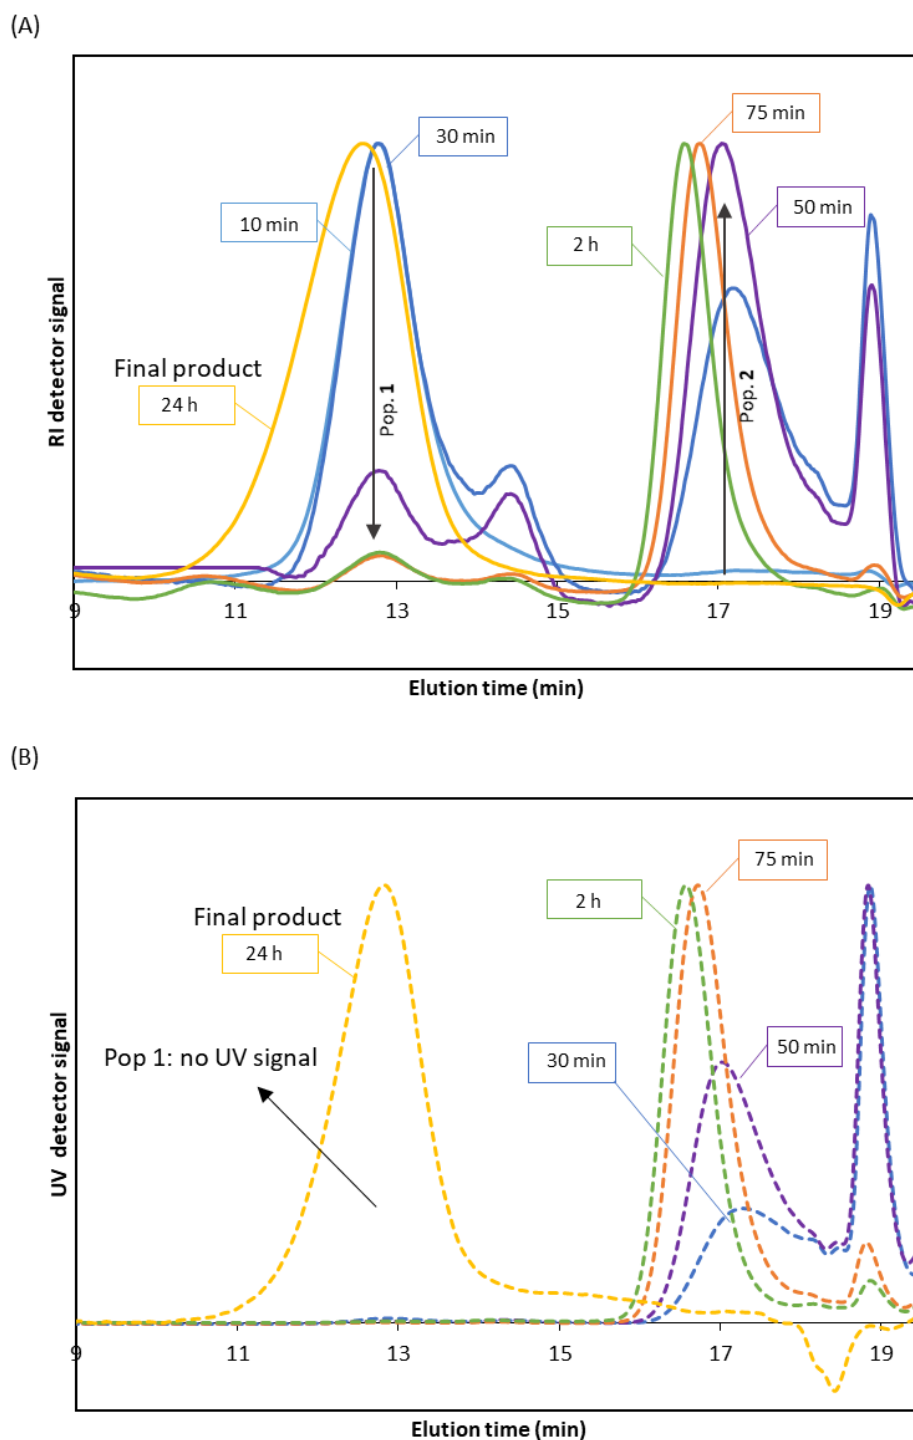 (A)
75 min
30 min
50 min
10 min
2 h
RI detector signal
Final product
24 h
Pop. 1
Pop. 2
9 11 13 15 17 19
Elution time (min)
(B)
75 min
2 h
Final product
24 h
50 min
30 min
Pop 1: no UV signal
UV detector signal
9 11 13 15 17 19
Elution time (min)